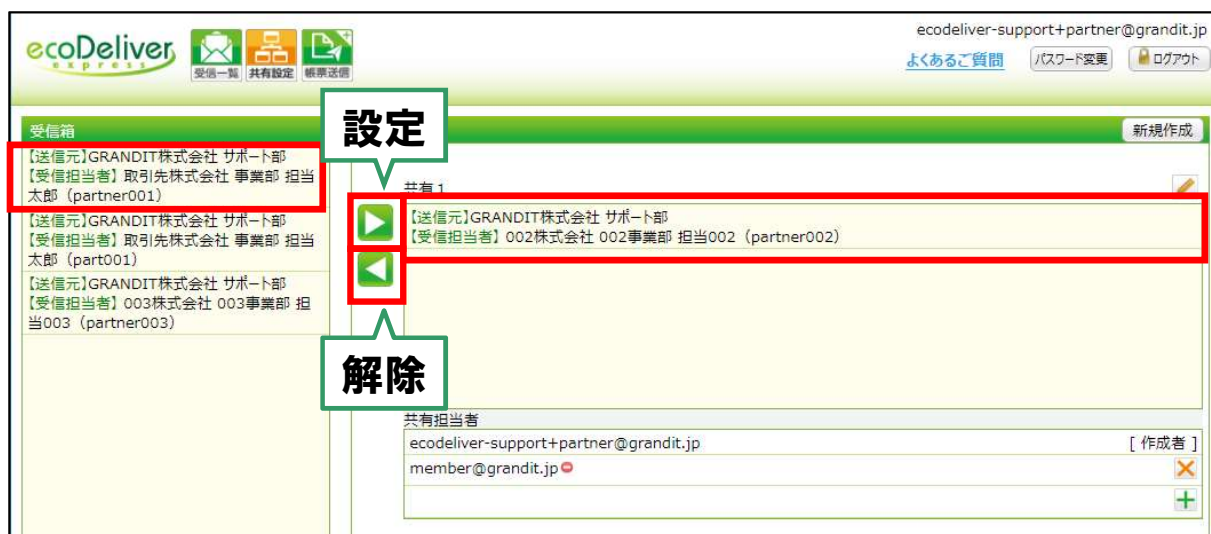 ecodeliver-support+partner@grandit.jp
ecoDeliver
express
受信一覧
共有設定
帳票送信
よくあるご質問
パスワード変更
ログアウト
受信箱
新規作成
設定
【送信元】GRANDIT株式会社 サポート部
【受信担当者】取引先株式会社 事業部 担当
太郎（partner001）
【送信元】GRANDIT株式会社 サポート部
【受信担当者】取引先株式会社 事業部 担当
太郎（part001）
【送信元】GRANDIT株式会社 サポート部
【受信担当者】003株式会社 003事業部 担
当003（partner003）
共有1
【送信元】GRANDIT株式会社 サポート部
【受信担当者】002株式会社 002事業部 担当002（partner002）
解除
共有担当者
ecodeliver-support+partner@grandit.jp
[ 作成者 ]
member@grandit.jp